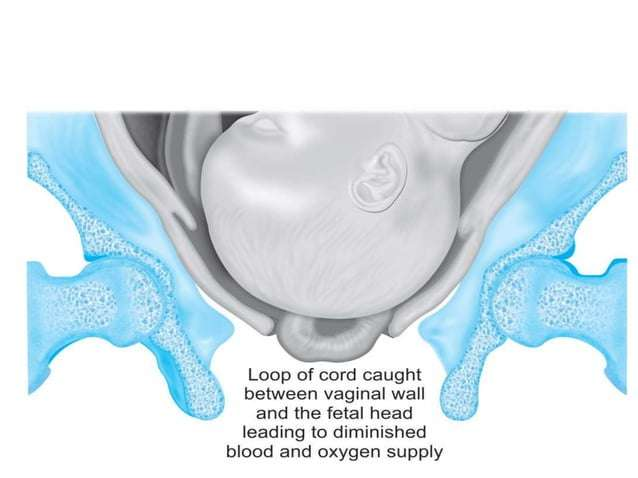 Loop of cord caught
between vaginal wall
and the fetal head
leading to diminished
blood and oxygen supply